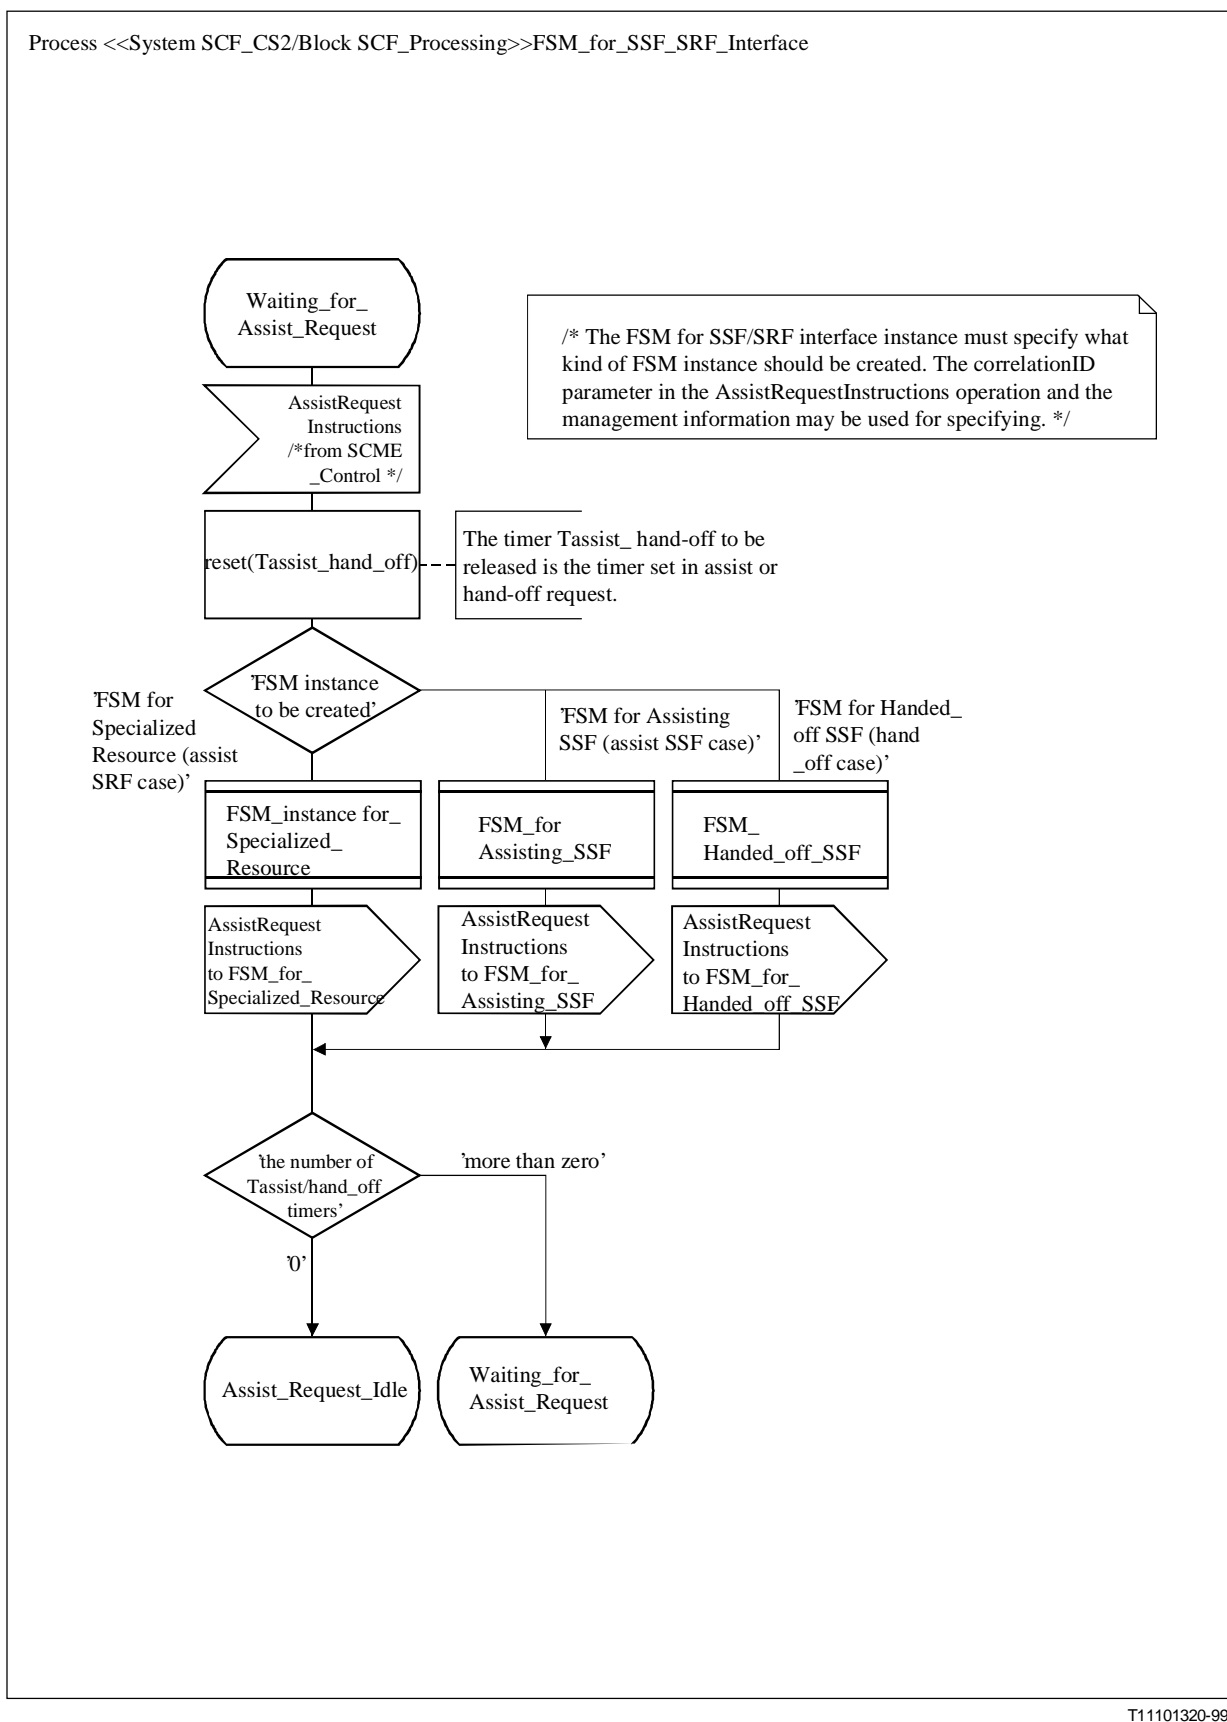 Process <<System SCF_CS2/Block SCF_Processing>>FSM_for_SSF_SRF_Interface
Waiting_for_
Assist_Request
/* The FSM for SSF/SRF interface instance must specify what
kind of FSM instance should be created. The correlationID
parameter in the AssistRequestInstructions operation and the
management information may be used for specifying. */
AssistRequest
Instructions
/*from SCME
_Control */
reset(Tassist_hand_off)
The timer Tassist_ hand-off to be
released is the timer set in assist or
hand-off request.
'FSM instance
to be created'
'FSM for
Specialized
Resource (assist
SRF case)'
'FSM for Assisting
SSF (assist SSF case)'
'FSM for Handed_
off SSF (hand
_off case)'
FSM_instance for_
Specialized_
Resource
FSM_for
Assisting_SSF
FSM_
Handed_off_SSF
AssistRequest
Instructions
to FSM_for_
Specialized_Resource
AssistRequest
Instructions
to FSM_for_
Assisting_SSF
AssistRequest
Instructions
to FSM_for_
Handed_off_SSF
'the number of
Tassist/hand_off
timers'
'more than zero'
'0'
Assist_Request_Idle
Waiting_for_
Assist_Request
T11101320-99